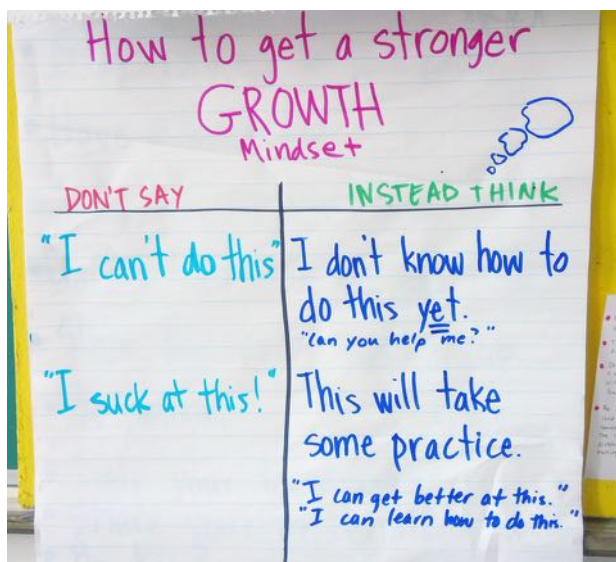 How to get a stronger
GROWTH
Mindset
DON'T SAY
INSTEAD THINK
"I can't do this"
I don't know how to
do this yet.
"Can you help me?"
"I suck at this!"
This will take
some practice.
"I can get better at this."
"I can learn how to do this."